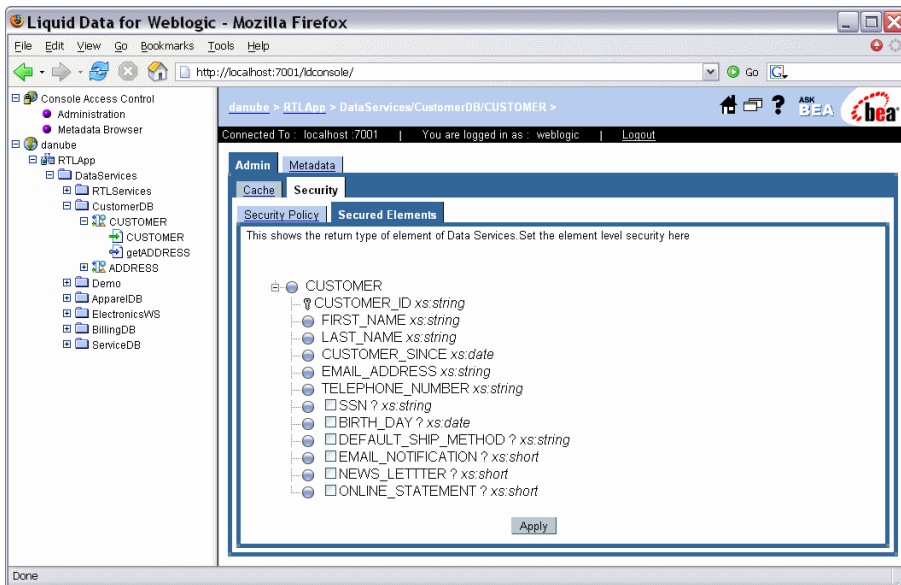 Liquid Data for Weblogic - Mozilla Firefox
File Edit View Go Bookmarks Tools Help
http://localhost:7001/ldconsole/ Go G
Console Access Control
Administration
Metadata Browser
danube
RTLApp
DataServices
RTLServices
CustomerDB
CUSTOMER
CUSTOMER
getADDRESS
ADDRESS
Demo
ApparelDB
ElectronicsWS
BillingDB
ServiceDB
danube > RTLApp > DataServices/CustomerDB/CUSTOMER > ? ASK BEA bea
Connected To : localhost :7001 | You are logged in as : weblogic | Logout
Admin Metadata
Cache Security
Security Policy Secured Elements
This shows the return type of element of Data Services.Set the element level security here
CUSTOMER
CUSTOMER_ID xs:string
FIRST_NAME xs:string
LAST_NAME xs:string
CUSTOMER_SINCE xs:date
EMAIL_ADDRESS xs:string
TELEPHONE_NUMBER xs:string
SSN ? xs:string
BIRTH_DAY ? xs:date
DEFAULT_SHIP_METHOD ? xs:string
EMAIL_NOTIFICATION ? xs:short
NEWS_LETTTER ? xs:short
ONLINE_STATEMENT ? xs:short
Apply
Done